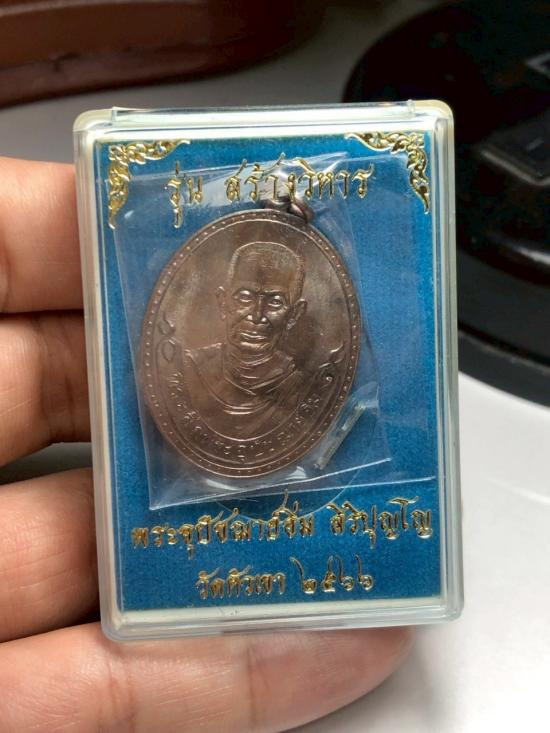 รุ่น สร้างวิหาร
พระอุปัชฌาย์อิ่ม สิริปุญโญ
วัดหัวเขา ๒๕๖๖